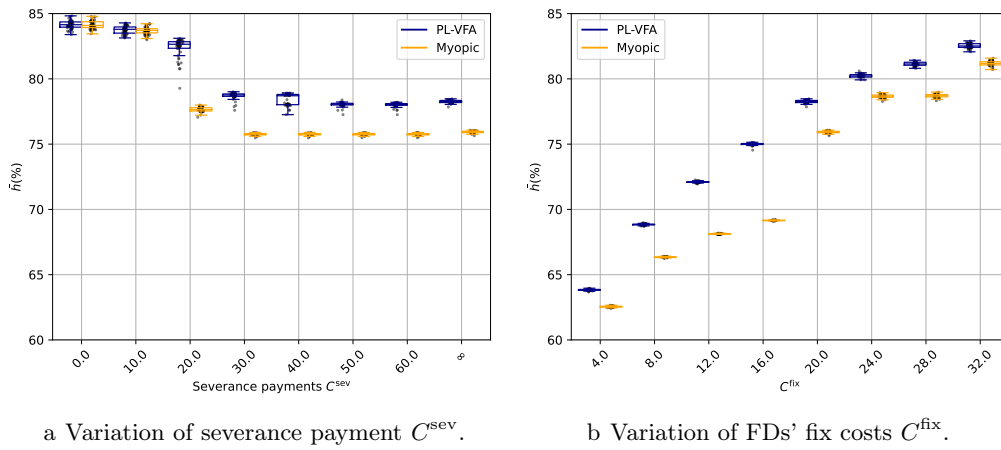 85
80
75
70
65
60
h̄(%)
PL-VFA
Myopic
0.0 10.0 20.0 30.0 40.0 50.0 60.0 ∞
Severance payments C^sev
a Variation of severance payment C^sev.
85
80
75
70
65
60
h̄(%)
PL-VFA
Myopic
4.0 8.0 12.0 16.0 20.0 24.0 28.0 32.0
C^fix
b Variation of FDs’ fix costs C^fix.